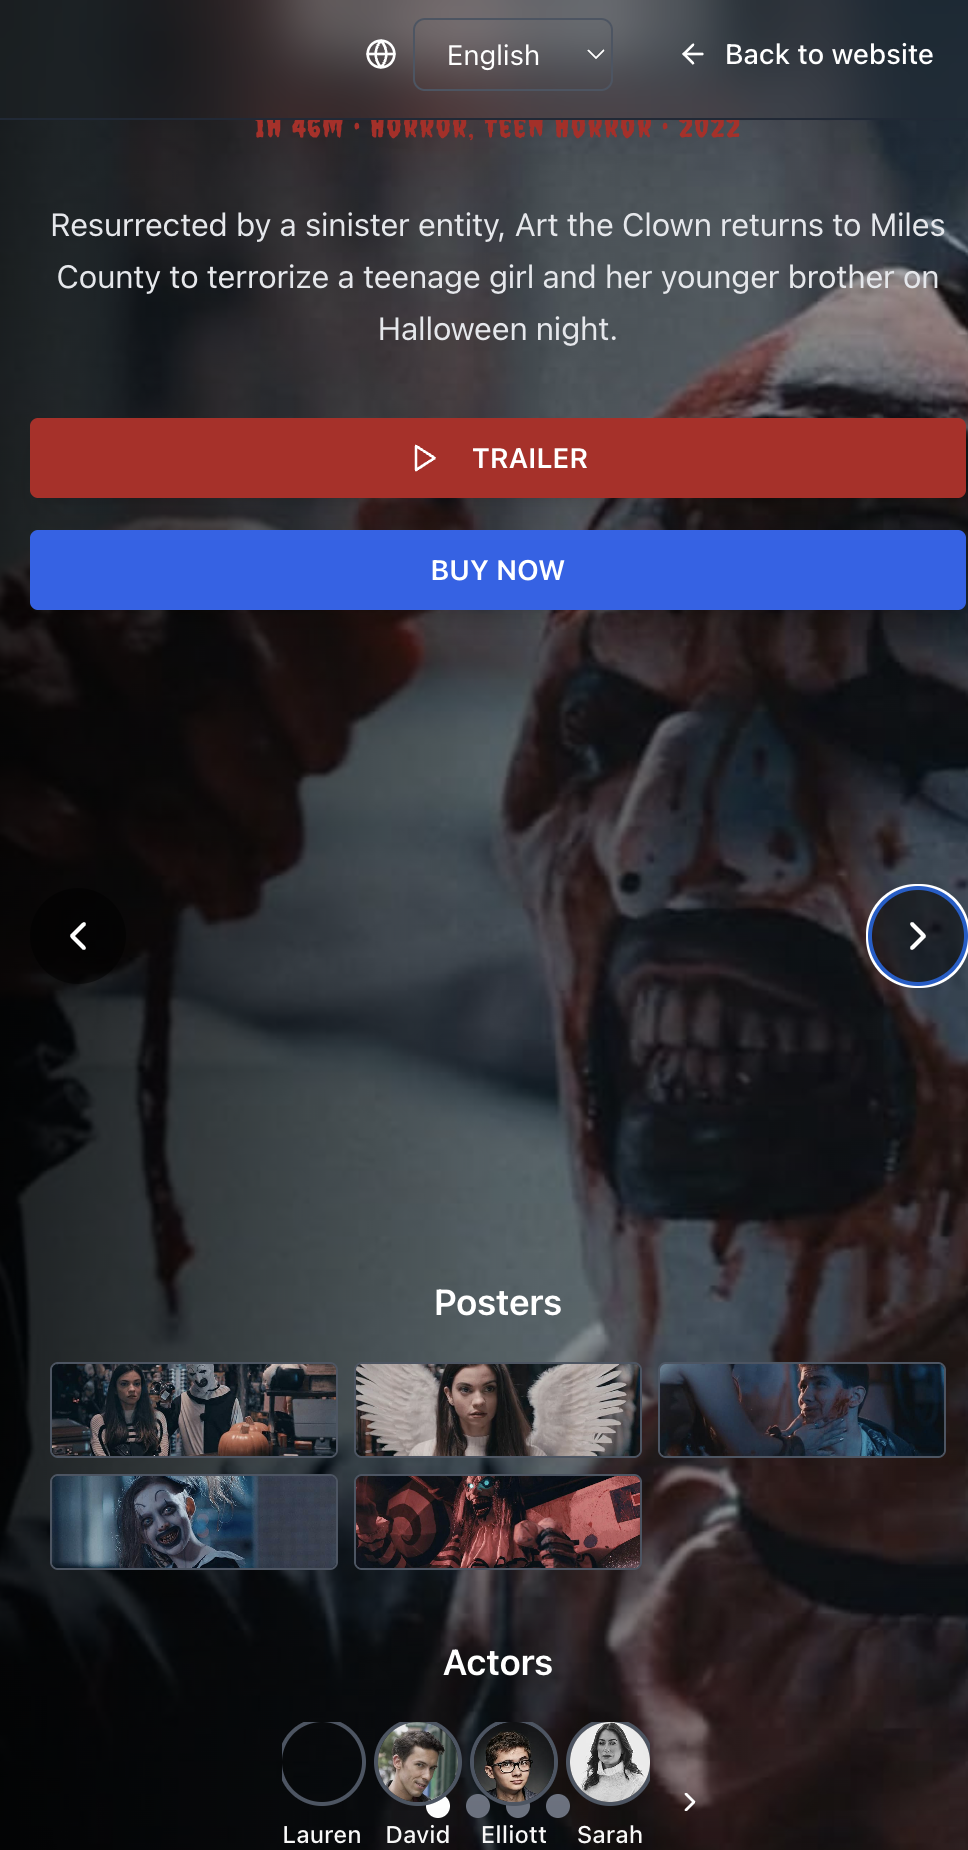 English
Back to website
1H 46M · HORROR, TEEN HORROR · 2022
Resurrected by a sinister entity, Art the Clown returns to Miles
County to terrorize a teenage girl and her younger brother on
Halloween night.
TRAILER
BUY NOW
Posters
Actors
Lauren David Elliott Sarah